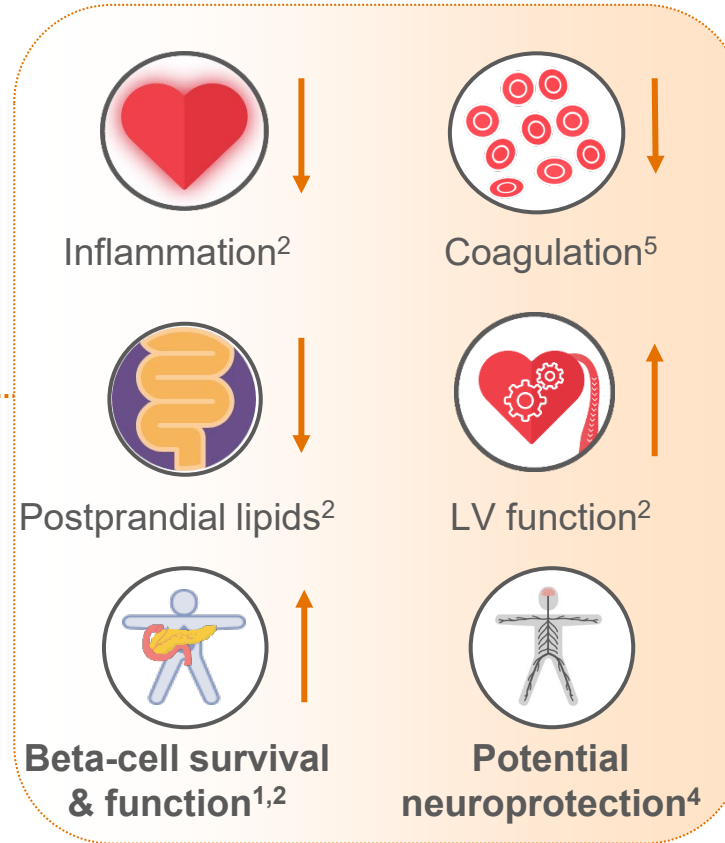 Inflammation²
Coagulation⁵
Postprandial lipids²
LV function²
Beta-cell survival
& function¹,²
Potential
neuroprotection⁴